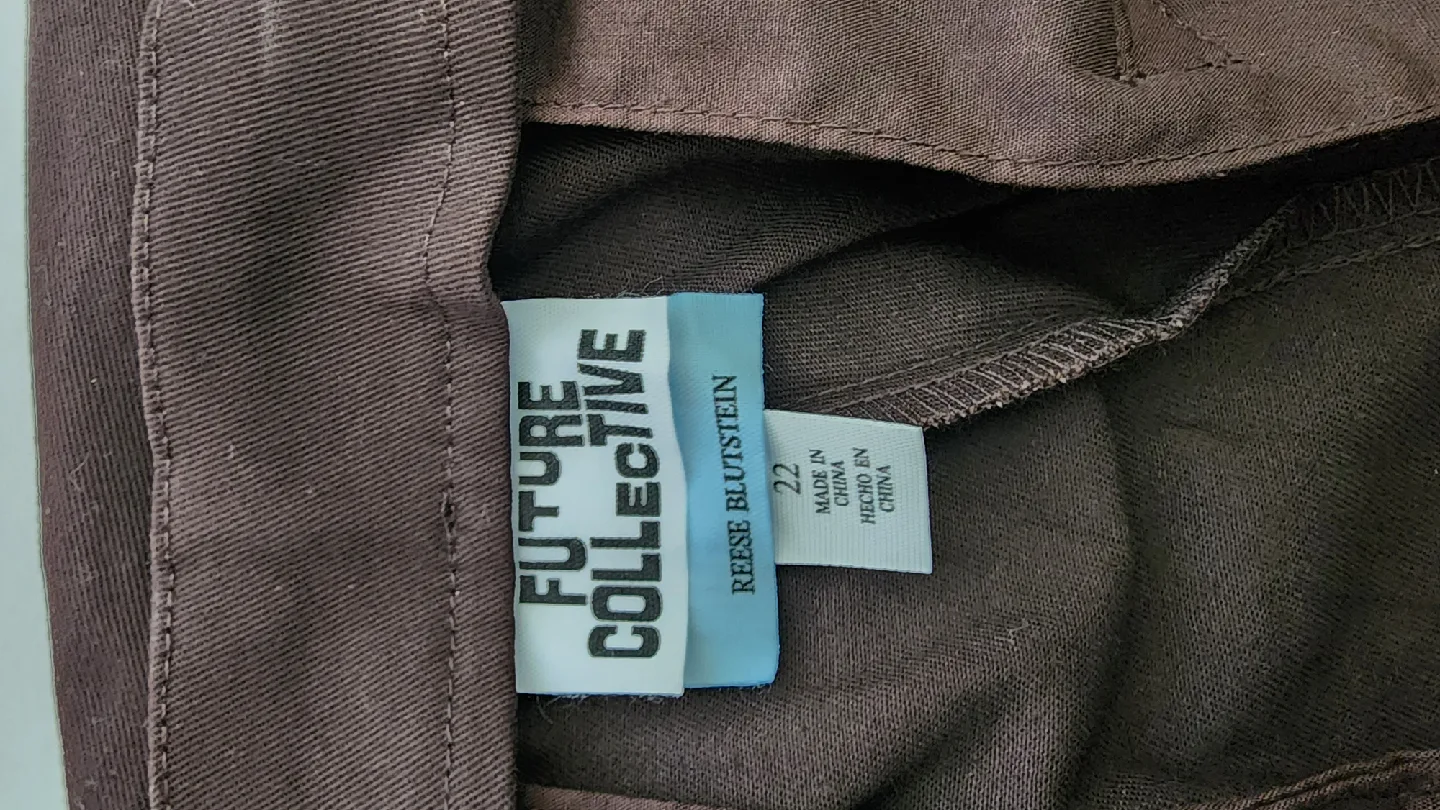 FUTURE
COLLECTIVE
REESE BLUTSTEIN
22
MADE IN
CHINA
HECHO EN
CHINA